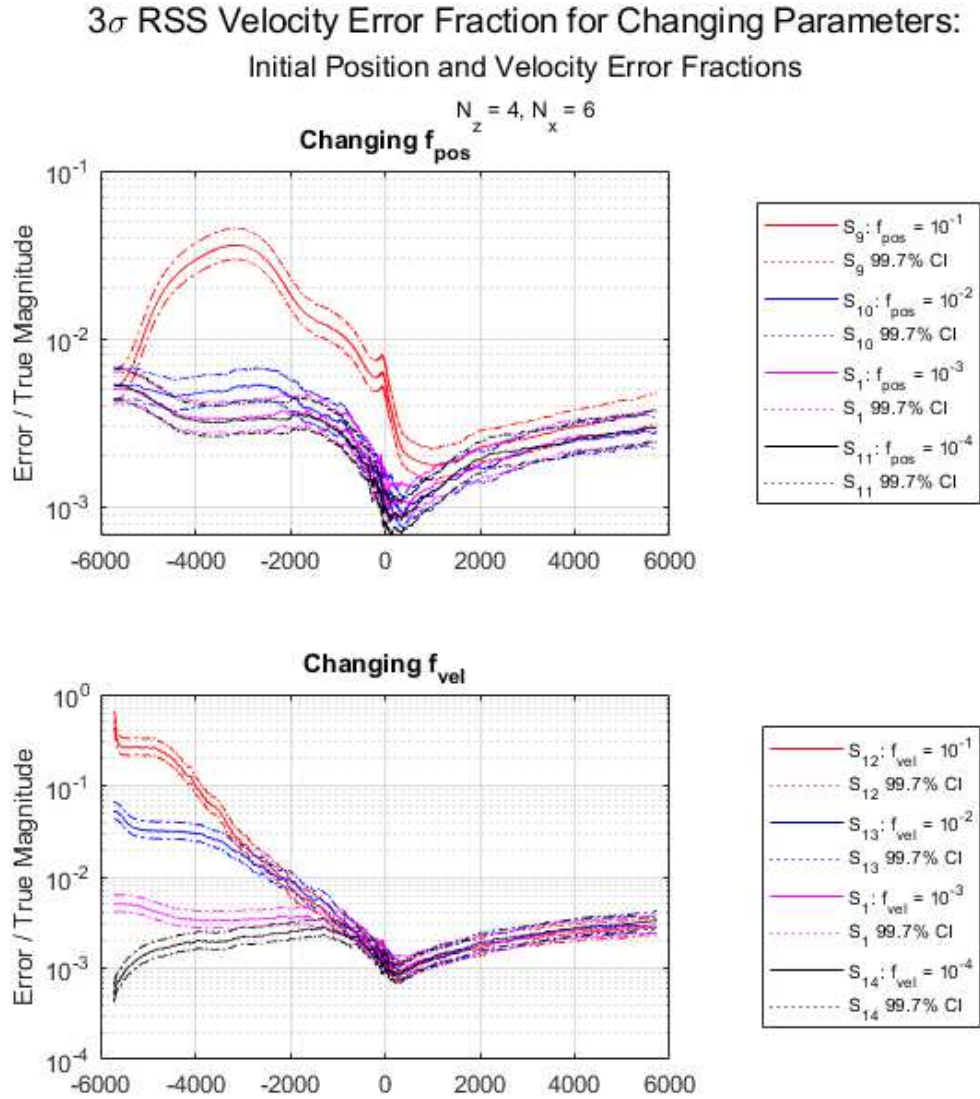 3σ RSS Velocity Error Fraction for Changing Parameters:
Initial Position and Velocity Error Fractions
N_z = 4, N_x = 6
Changing f_pos
Error / True Magnitude
10^-1
10^-2
10^-3
-6000 -4000 -2000 0 2000 4000 6000
S_9: f_pos = 10^-1
S_9 99.7% CI
S_10: f_pos = 10^-2
S_10 99.7% CI
S_1: f_pos = 10^-3
S_1 99.7% CI
S_11: f_pos = 10^-4
S_11 99.7% CI
Changing f_vel
Error / True Magnitude
10^0
10^-1
10^-2
10^-3
10^-4
-6000 -4000 -2000 0 2000 4000 6000
S_12: f_vel = 10^-1
S_12 99.7% CI
S_13: f_vel = 10^-2
S_13 99.7% CI
S_1: f_vel = 10^-3
S_1 99.7% CI
S_14: f_vel = 10^-4
S_14 99.7% CI